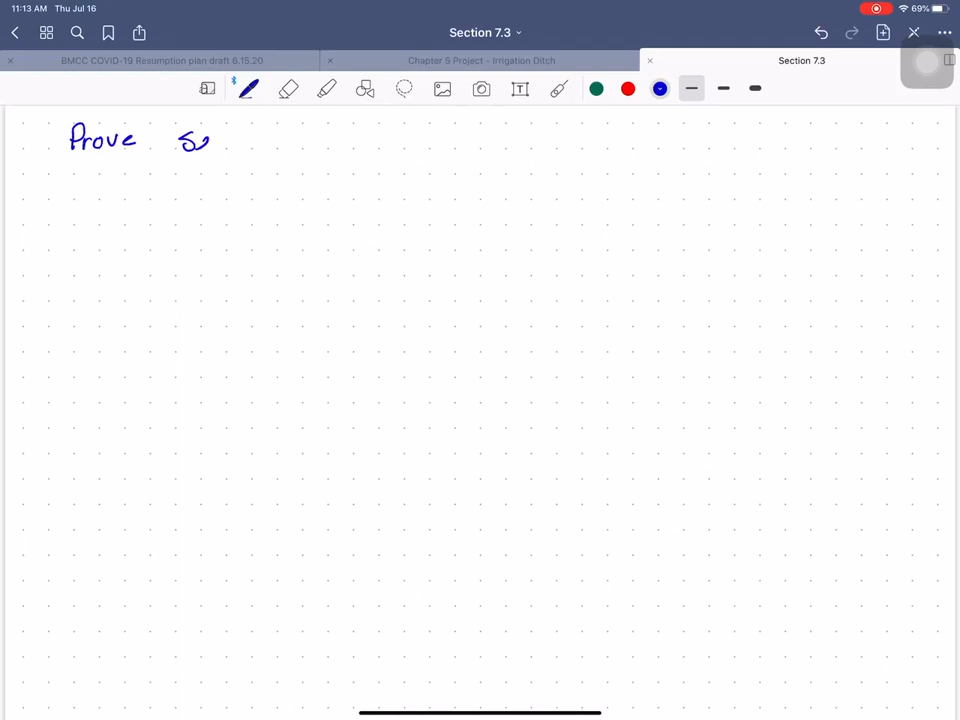 11:13 AM Thu Jul 16
69%
Section 7.3
BMCC COVID-19 Resumption plan draft 6.15.20
Chapter 5 Project - Irrigation Ditch
Section 7.3
T
Prove